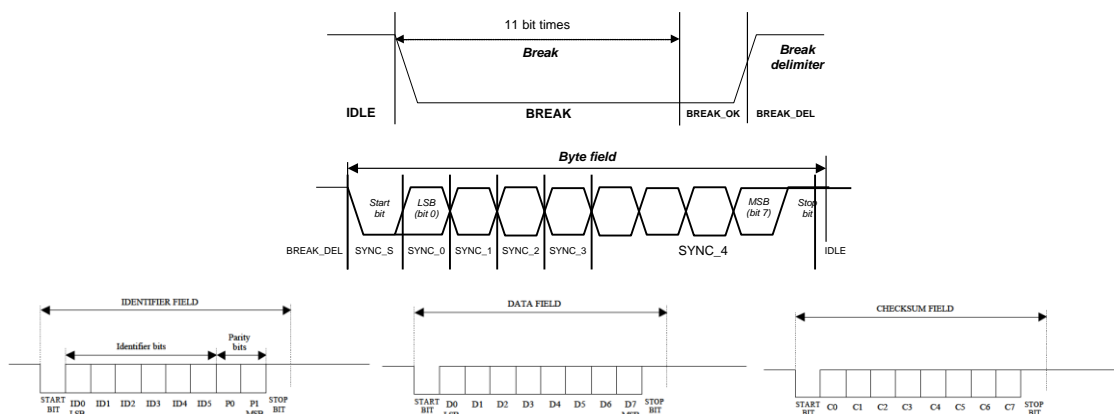 11 bit times
Break
Break
delimiter
IDLE
BREAK
BREAK_OK
BREAK_DEL
Byte field
Start
bit
LSB
(bit 0)
MSB
(bit 7)
Stop
bit
BREAK_DEL
SYNC_S
SYNC_0
SYNC_1
SYNC_2
SYNC_3
SYNC_4
IDLE
IDENTIFIER FIELD
Identifier bits
Parity
bits
START
BIT
ID0
LSB
ID1
ID2
ID3
ID4
ID5
P0
P1
MSB
STOP
BIT
DATA FIELD
START
BIT
D0
LSB
D1
D2
D3
D4
D5
D6
D7
MSB
STOP
BIT
CHECKSUM FIELD
START
BIT
C0
C1
C2
C3
C4
C5
C6
C7
STOP
BIT